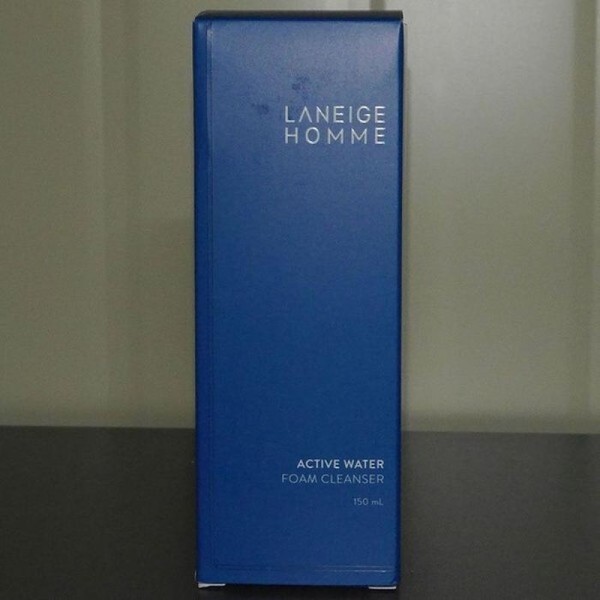 LANEIGE
HOMME
ACTIVE WATER
FOAM CLEANSER
150 mL